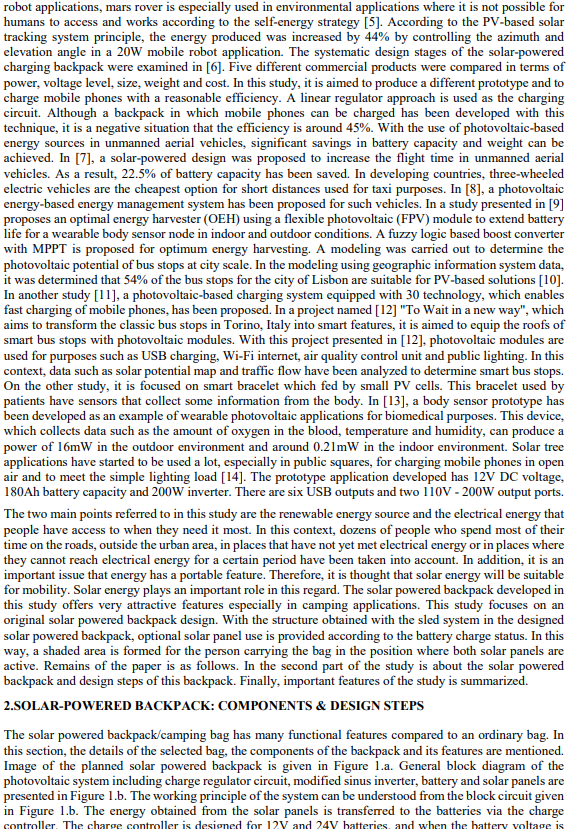 robot applications, mars rover is especially used in environmental applications where it is not possible for
humans to access and works according to the self-energy strategy [5]. According to the PV-based solar
tracking system principle, the energy produced was increased by 44% by controlling the azimuth and
elevation angle in a 20W mobile robot application. The systematic design stages of the solar-powered
charging backpack were examined in [6]. Five different commercial products were compared in terms of
power, voltage level, size, weight and cost. In this study, it is aimed to produce a different prototype and to
charge mobile phones with a reasonable efficiency. A linear regulator approach is used as the charging
circuit. Although a backpack in which mobile phones can be charged has been developed with this
technique, it is a negative situation that the efficiency is around 45%. With the use of photovoltaic-based
energy sources in unmanned aerial vehicles, significant savings in battery capacity and weight can be
achieved. In [7], a solar-powered design was proposed to increase the flight time in unmanned aerial
vehicles. As a result, 22.5% of battery capacity has been saved. In developing countries, three-wheeled
electric vehicles are the cheapest option for short distances used for taxi purposes. In [8], a photovoltaic
energy-based energy management system has been proposed for such vehicles. In a study presented in [9]
proposes an optimal energy harvester (OEH) using a flexible photovoltaic (FPV) module to extend battery
life for a wearable body sensor node in indoor and outdoor conditions. A fuzzy logic based boost converter
with MPPT is proposed for optimum energy harvesting. A modeling was carried out to determine the
photovoltaic potential of bus stops at city scale. In the modeling using geographic information system data,
it was determined that 54% of the bus stops for the city of Lisbon are suitable for PV-based solutions [10].
In another study [11], a photovoltaic-based charging system equipped with 30 technology, which enables
fast charging of mobile phones, has been proposed. In a project named [12] "To Wait in a new way", which
aims to transform the classic bus stops in Torino, Italy into smart features, it is aimed to equip the roofs of
smart bus stops with photovoltaic modules. With this project presented in [12], photovoltaic modules are
used for purposes such as USB charging, Wi-Fi internet, air quality control unit and public lighting. In this
context, data such as solar potential map and traffic flow have been analyzed to determine smart bus stops.
On the other study, it is focused on smart bracelet which fed by small PV cells. This bracelet used by
patients have sensors that collect some information from the body. In [13], a body sensor prototype has
been developed as an example of wearable photovoltaic applications for biomedical purposes. This device,
which collects data such as the amount of oxygen in the blood, temperature and humidity, can produce a
power of 16mW in the outdoor environment and around 0.21mW in the indoor environment. Solar tree
applications have started to be used a lot, especially in public squares, for charging mobile phones in open
air and to meet the simple lighting load [14]. The prototype application developed has 12V DC voltage,
180Ah battery capacity and 200W inverter. There are six USB outputs and two 110V - 200W output ports.
The two main points referred to in this study are the renewable energy source and the electrical energy that
people have access to when they need it most. In this context, dozens of people who spend most of their
time on the roads, outside the urban area, in places that have not yet met electrical energy or in places where
they cannot reach electrical energy for a certain period have been taken into account. In addition, it is an
important issue that energy has a portable feature. Therefore, it is thought that solar energy will be suitable
for mobility. Solar energy plays an important role in this regard. The solar powered backpack developed in
this study offers very attractive features especially in camping applications. This study focuses on an
original solar powered backpack design. With the structure obtained with the sled system in the designed
solar powered backpack, optional solar panel use is provided according to the battery charge status. In this
way, a shaded area is formed for the person carrying the bag in the position where both solar panels are
active. Remains of the paper is as follows. In the second part of the study is about the solar powered
backpack and design steps of this backpack. Finally, important features of the study is summarized.
2.SOLAR-POWERED BACKPACK: COMPONENTS & DESIGN STEPS
The solar powered backpack/camping bag has many functional features compared to an ordinary bag. In
this section, the details of the selected bag, the components of the backpack and its features are mentioned.
Image of the planned solar powered backpack is given in Figure 1.a. General block diagram of the
photovoltaic system including charge regulator circuit, modified sinus inverter, battery and solar panels are
presented in Figure 1.b. The working principle of the system can be understood from the block circuit given
in Figure 1.b. The energy obtained from the solar panels is transferred to the batteries via the charge
controller. The charge controller is designed for 12V and 24V batteries, and when the battery voltage is